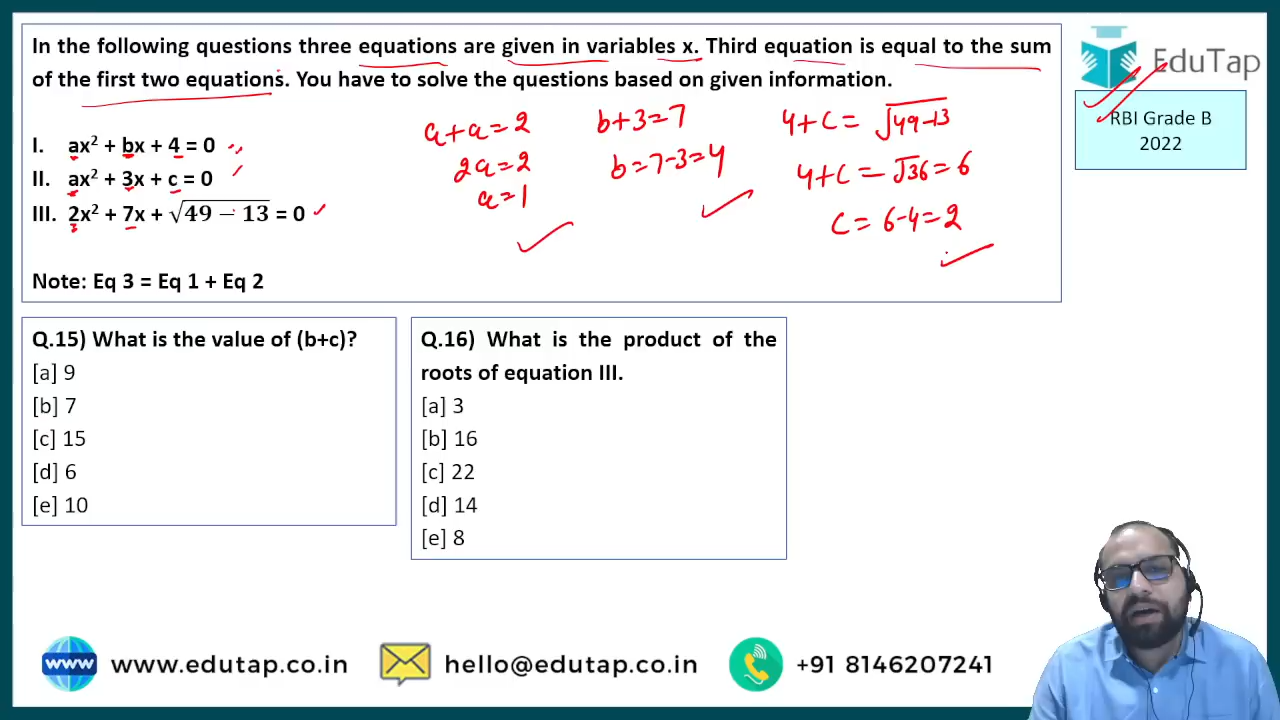 In the following questions three equations are given in variables x. Third equation is equal to the sum
of the first two equations. You have to solve the questions based on given information.
I. ax² + bx + 4 = 0
II. ax² + 3x + c = 0
III. 2x² + 7x + √49 − 13 = 0
Note: Eq 3 = Eq 1 + Eq 2
a+a=2
2a=2
a=1
b+3=7
b=7-3=4
4+c= √49-13
4+c=√36=6
c=6-4=2
EduTap
RBI Grade B
2022
Q.15) What is the value of (b+c)?
[a] 9
[b] 7
[c] 15
[d] 6
[e] 10
Q.16) What is the product of the
roots of equation III.
[a] 3
[b] 16
[c] 22
[d] 14
[e] 8
www
www.edutap.co.in
hello@edutap.co.in
+91 8146207241